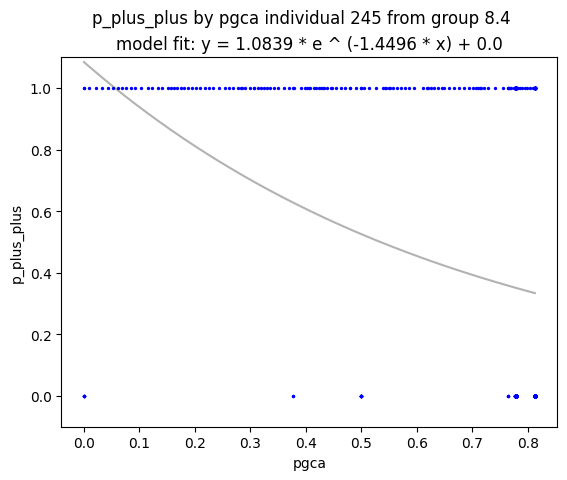 p_plus_plus by pgca individual 245 from group 8.4
model fit: y = 1.0839 * e ^ (-1.4496 * x) + 0.0
1.0
0.8
0.6
0.4
0.2
0.0
p_plus_plus
0.0 0.1 0.2 0.3 0.4 0.5 0.6 0.7 0.8
pgca